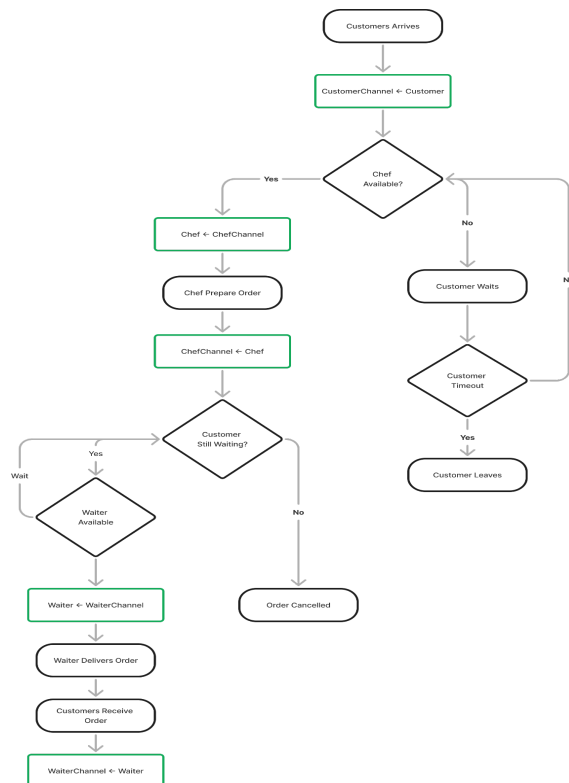 Customers Arrives
CustomerChannel ← Customer
Chef
Available?
Yes
No
Chef ← ChefChannel
Chef Prepare Order
ChefChannel ← Chef
Customer Waits
Customer
Timeout
Yes
Customer Leaves
Customer
Still Waiting?
Yes
Wait
No
Waiter
Available
Waiter ← WaiterChannel
Order Cancelled
Waiter Delivers Order
Customers Receive
Order
WaiterChannel ← Waiter